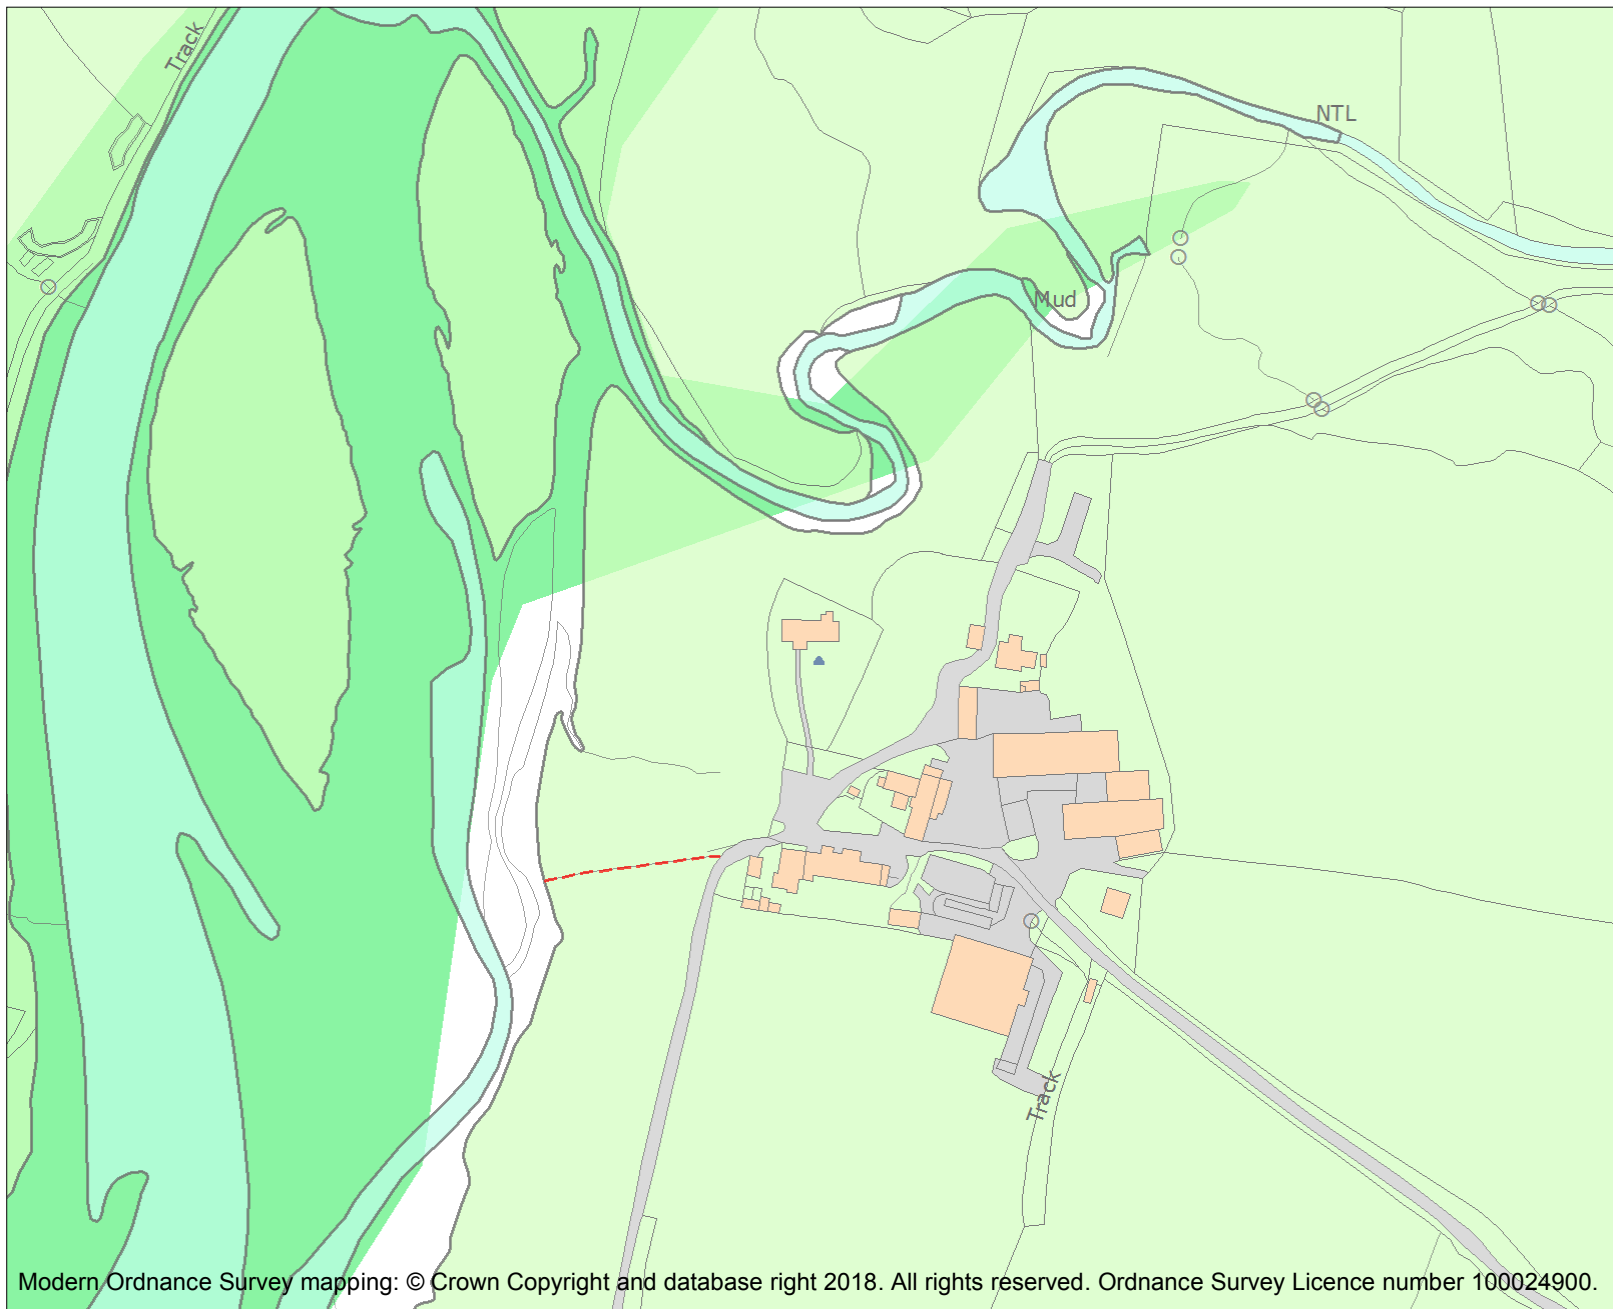 Track
NTL
Mud
Track
Modern Ordnance Survey mapping: © Crown Copyright and database right 2018. All rights reserved. Ordnance Survey Licence number 100024900.